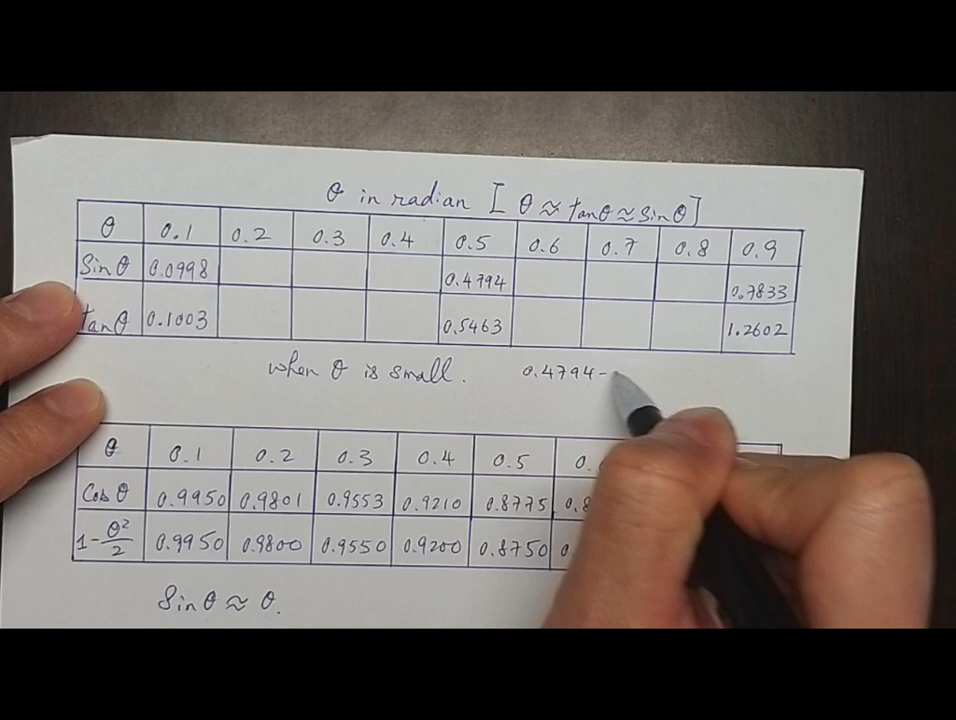 θ in radian [ θ ≈ tanθ ≈ sinθ ]
θ 0.1 0.2 0.3 0.4 0.5 0.6 0.7 0.8 0.9
Sinθ 0.0998 0.4794 0.7833
tanθ 0.1003 0.5463 1.2602
when θ is small. 0.4794-
θ 0.1 0.2 0.3 0.4 0.5
Cosθ 0.9950 0.9801 0.9553 0.9210 0.8775
1-θ²/2 0.9950 0.9800 0.9550 0.9200 0.8750
Sinθ ≈ θ.